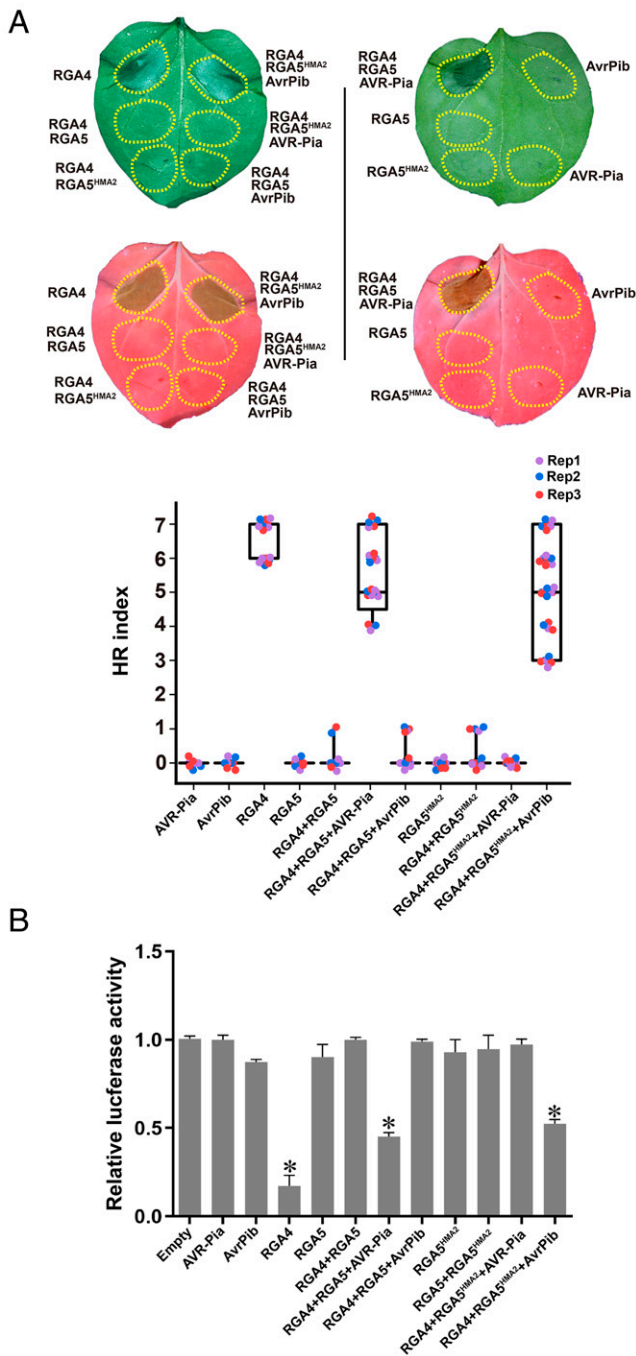 A
RGA4
RGA4
RGA5
RGA4
RGA5HMA2
RGA4
RGA5HMA2
AvrPib
RGA4
RGA5HMA2
AVR-Pia
RGA4
RGA5
AvrPib
RGA4
RGA5
AVR-Pia
RGA5
RGA5HMA2
AvrPib
AVR-Pia
RGA4
RGA4
RGA5
RGA4
RGA5HMA2
RGA4
RGA5HMA2
AvrPib
RGA4
RGA5HMA2
AVR-Pia
RGA4
RGA5
AvrPib
RGA4
RGA5
AVR-Pia
RGA5
RGA5HMA2
AvrPib
AVR-Pia
Rep1
Rep2
Rep3
HR index
7
6
5
4
3
2
1
0
AVR-Pia
AvrPib
RGA4
RGA5
RGA4+RGA5
RGA4+RGA5+AVR-Pia
RGA4+RGA5+AvrPib
RGA5HMA2
RGA4+RGA5HMA2
RGA4+RGA5HMA2+AVR-Pia
RGA4+RGA5HMA2+AvrPib
B
Relative lucferase activity
1.5
1.0
0.5
0.0
*
*
*
Empty
AVR-Pia
AvrPib
RGA4
RGA5
RGA4+RGA5
RGA4+RGA5+AVR-Pia
RGA4+RGA5+AvrPib
RGA5HMA2
RGA5+RGA5HMA2
RGA4+RGA5HMA2+AVR-Pia
RGA4+RGA5HMA2+AvrPib